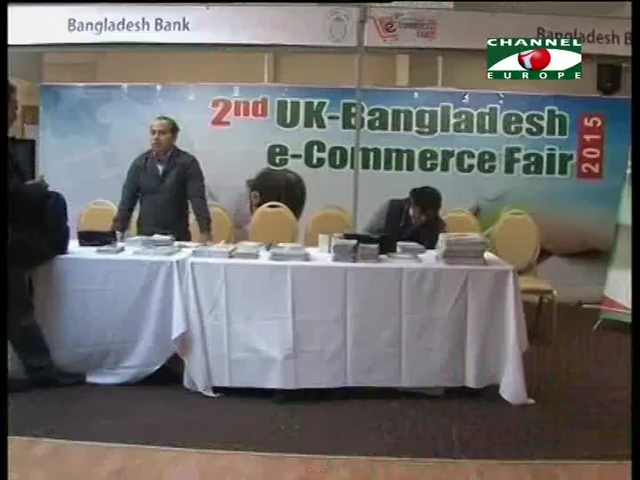 Bangladesh Bank
Bangladesh B
CHANNEL
EUROPE
2nd UK-Bangladesh
e-Commerce Fair
2015